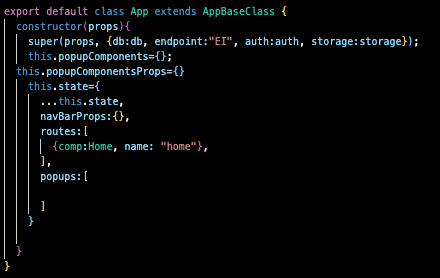 export default class App extends AppBaseClass {
constructor(props){
super(props, {db:db, endpoint:"EI", auth:auth, storage:storage});
this.popupComponents={};
this.popupComponentsProps={}
this.state={
...this.state,
navBarProps:{},
routes:[
{comp:Home, name: "home"},
],
popups:[
]
}
}
}